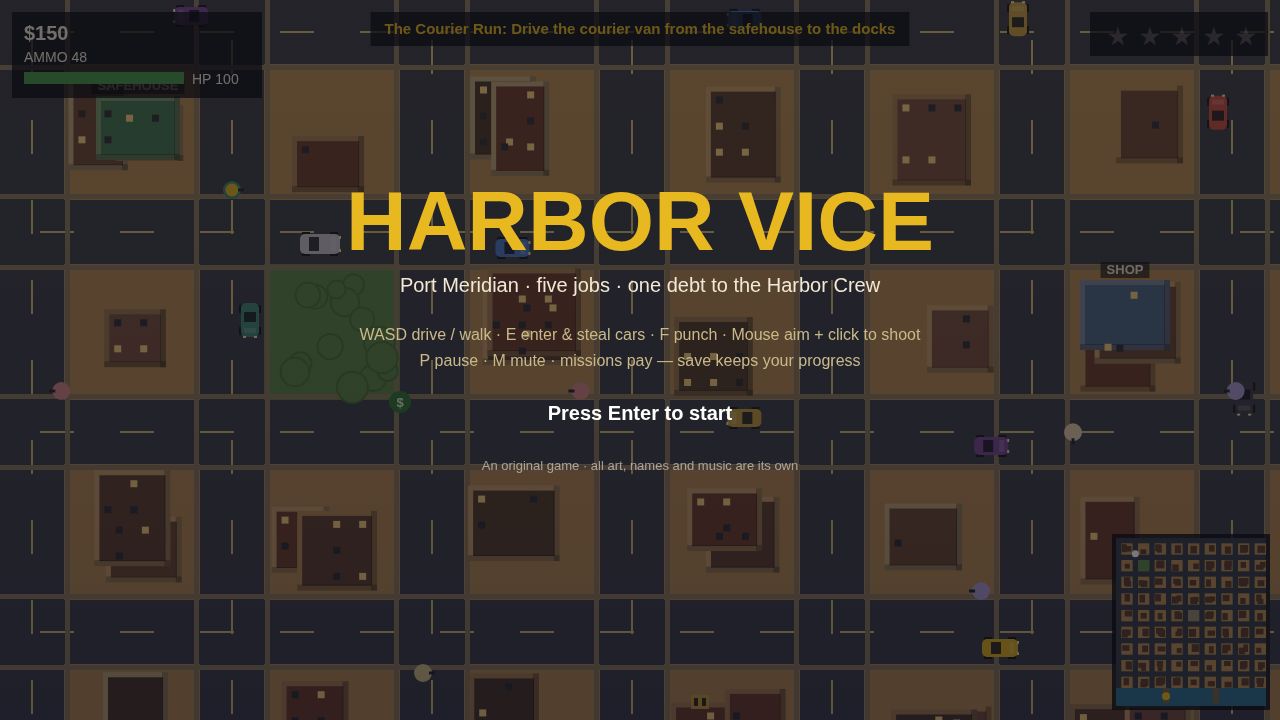 $150
AMMO 48
HP 100
The Courier Run: Drive the courier van from the safehouse to the docks
★ ★ ★ ★ ★
SAFEHOUSE
HARBOR VICE
SHOP
Port Meridian · five jobs · one debt to the Harbor Crew
WASD drive / walk · E enter & steal cars · F punch · Mouse aim + click to shoot
P pause · M mute · missions pay — save keeps your progress
$
Press Enter to start
An original game · all art, names and music are its own